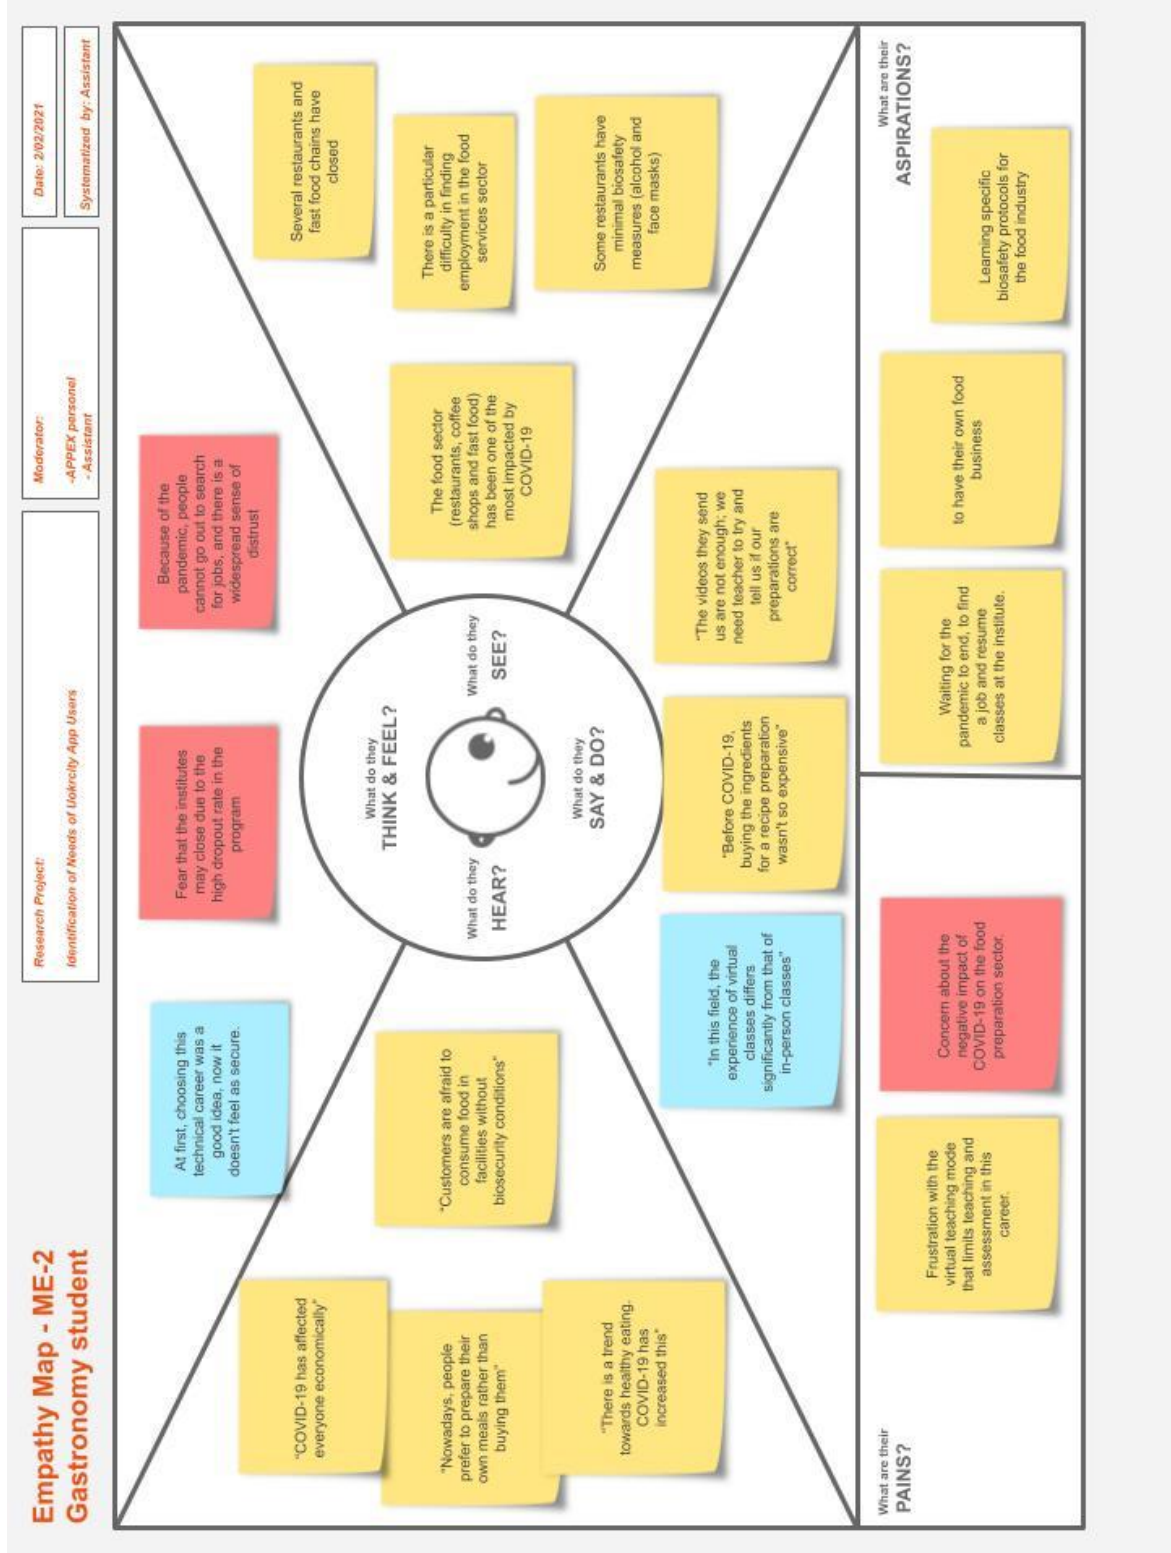 Empathy Map - ME-2
Gastronomy student
Research Project:
Identification of Needs of Uokrcity App Users
Moderator:
-APPEX personel
- Assistant
Date: 2/02/2021
Systematized by: Assistant
At first, choosing this
technical career was a
good idea, now it
doesn't feel as secure.
Fear that the institutes
may close due to the
high dropout rate in the
program
Because of the
pandemic, people
cannot go out to search
for jobs, and there is a
widespread sense of
distrust
What do they
THINK & FEEL?
"COVID-19 has affected
everyone economically"
"Nowadays, people
prefer to prepare their
own meals rather than
buying them"
"There is a trend
towards healthy eating.
COVID-19 has
increased this"
"Customers are afraid to
consume food in
facilities without
biosecurity conditions"
What do they
HEAR?
What do they
SEE?
The food sector
(restaurants, coffee
shops and fast food)
has been one of the
most impacted by
COVID-19
Several restaurants and
fast food chains have
closed
There is a particular
difficulty in finding
employment in the food
services sector
Some restaurants have
minimal biosafety
measures (alcohol and
face masks)
What do they
SAY & DO?
"In this field, the
experience of virtual
classes differs
significantly from that of
in-person classes"
"Before COVID-19,
buying the ingredients
for a recipe preparation
wasn't so expensive"
"The videos they send
us are not enough; we
need teacher to try and
tell us if our
preparations are
correct"
What are their
PAINS?
Frustration with the
virtual teaching mode
that limits teaching and
assessment in this
career.
Concern about the
negative impact of
COVID-19 on the food
preparation sector.
What are their
ASPIRATIONS?
Waiting for the
pandemic to end, to find
a job and resume
classes at the institute.
to have their own food
business
Learning specific
biosafety protocols for
the food industry